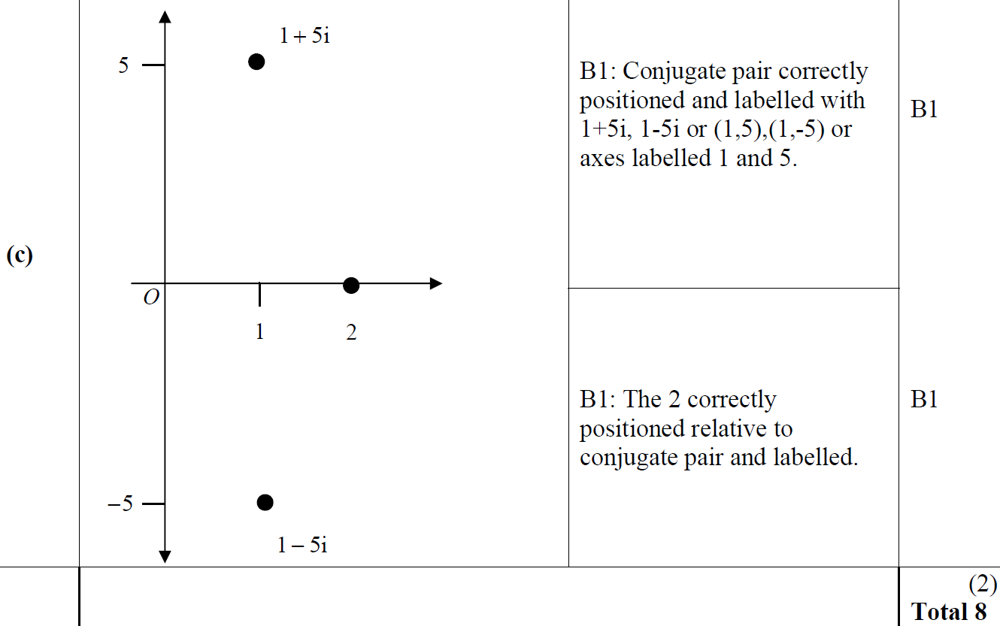 1 + 5i
5
B1: Conjugate pair correctly
positioned and labelled with
1+5i, 1-5i or (1,5),(1,-5) or
axes labelled 1 and 5.
B1
(c)
O
1 2
B1: The 2 correctly
positioned relative to
conjugate pair and labelled.
B1
−5
1 − 5i
(2)
Total 8